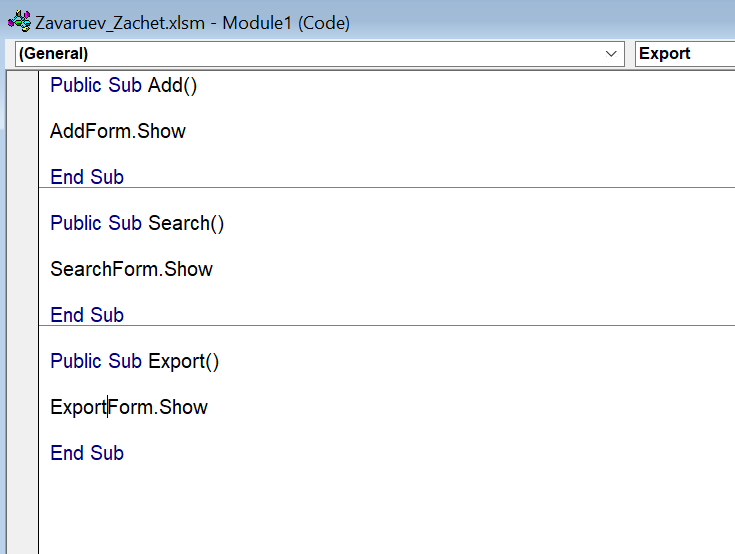 Zavaruev_Zachet.xlsm - Module1 (Code)
(General) Export
Public Sub Add()
AddForm.Show
End Sub
Public Sub Search()
SearchForm.Show
End Sub
Public Sub Export()
ExportForm.Show
End Sub